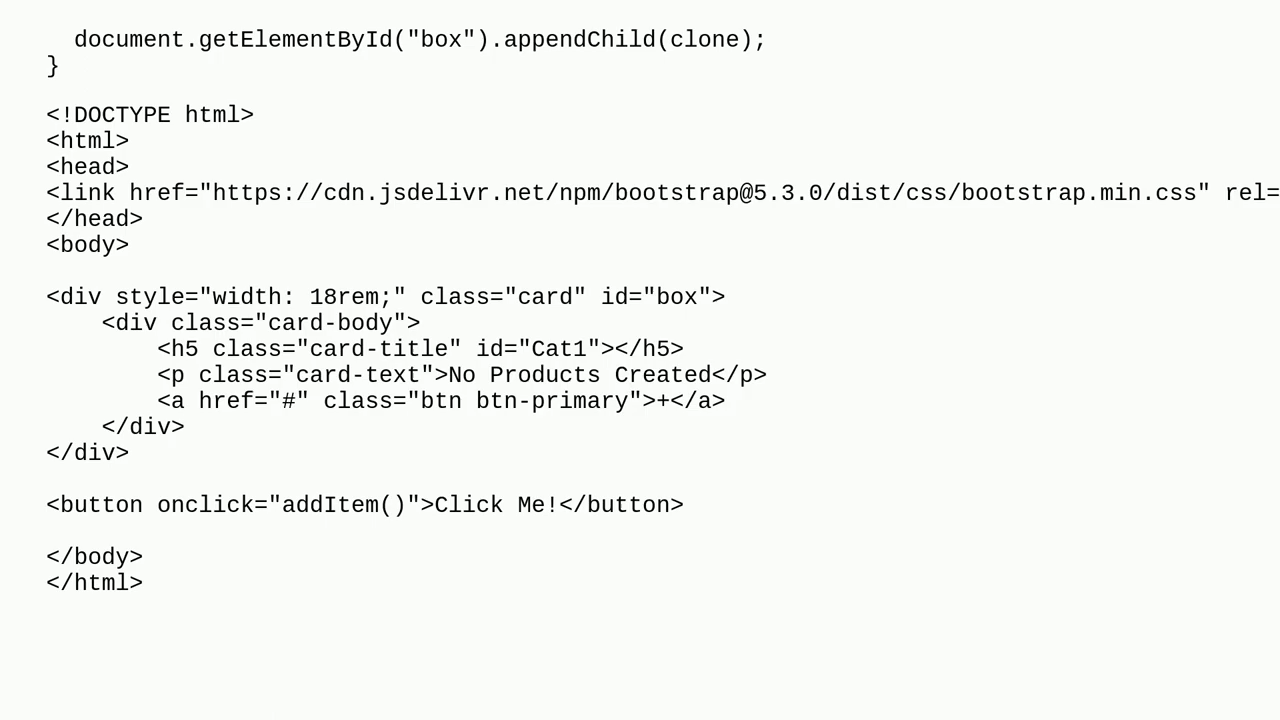 document.getElementById("box").appendChild(clone);
}
<!DOCTYPE html>
<html>
<head>
<link href="https://cdn.jsdelivr.net/npm/bootstrap@5.3.0/dist/css/bootstrap.min.css" rel=
</head>
<body>
<div style="width: 18rem;" class="card" id="box">
<div class="card-body">
<h5 class="card-title" id="Cat1"></h5>
<p class="card-text">No Products Created</p>
<a href="#" class="btn btn-primary">+</a>
</div>
</div>
<button onclick="addItem()">Click Me!</button>
</body>
</html>